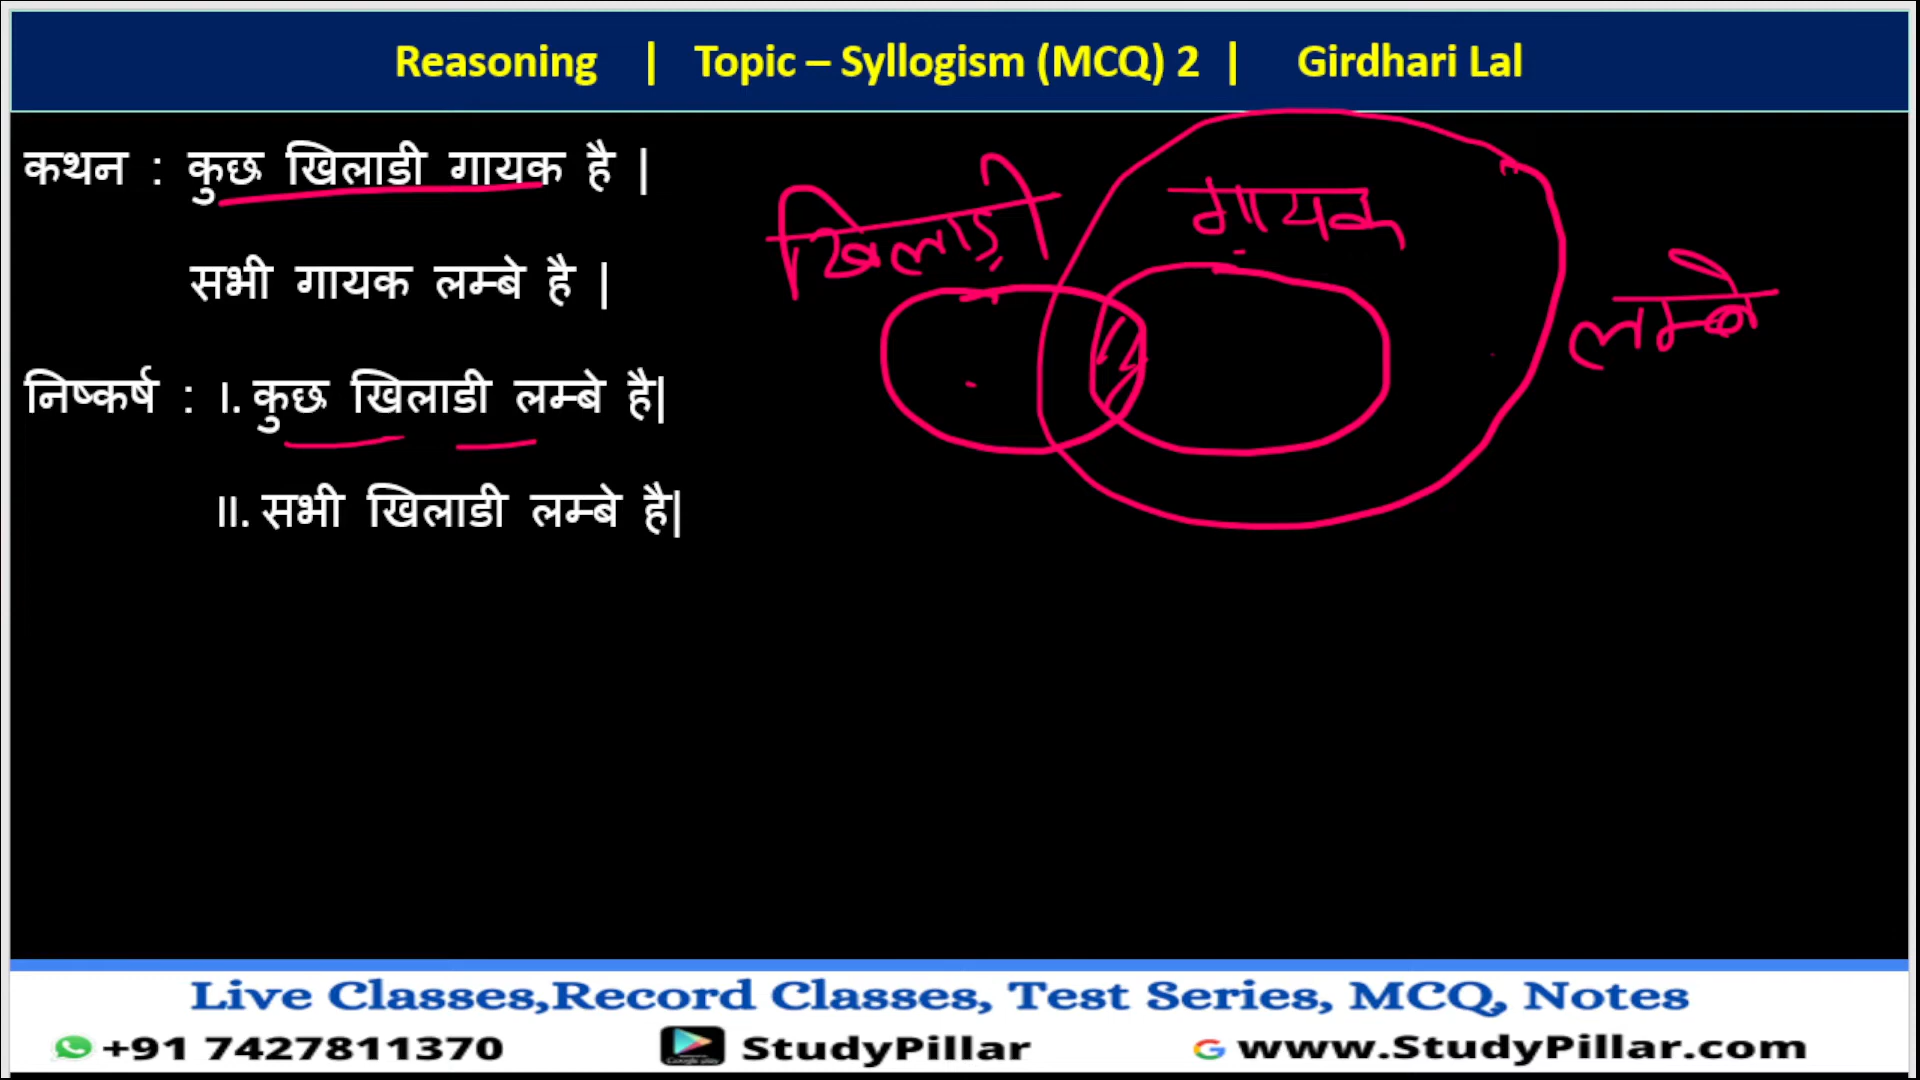 Reasoning | Topic – Syllogism (MCQ) 2 | Girdhari Lal
कथन : कुछ खिलाडी गायक है |
सभी गायक लम्बे है |
निष्कर्ष : I. कुछ खिलाडी लम्बे है|
II. सभी खिलाडी लम्बे है|
खिलाड़ी
गायक
लम्बे
Live Classes,Record Classes, Test Series, MCQ, Notes
+91 7427811370 StudyPillar www.StudyPillar.com